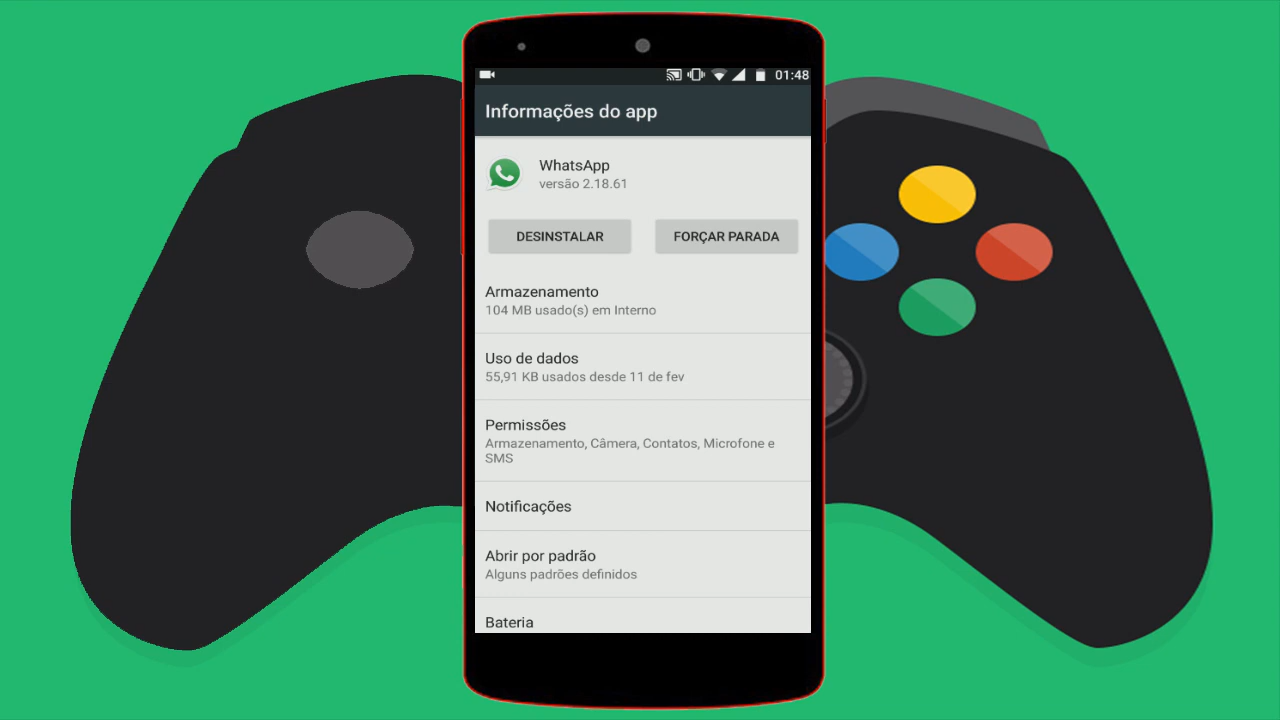 01:48
Informações do app
WhatsApp
versão 2.18.61
DESINSTALAR
FORÇAR PARADA
Armazenamento
104 MB usado(s) em Interno
Uso de dados
55,91 KB usados desde 11 de fev
Permissões
Armazenamento, Câmera, Contatos, Microfone e
SMS
Notificações
Abrir por padrão
Alguns padrões definidos
Bateria